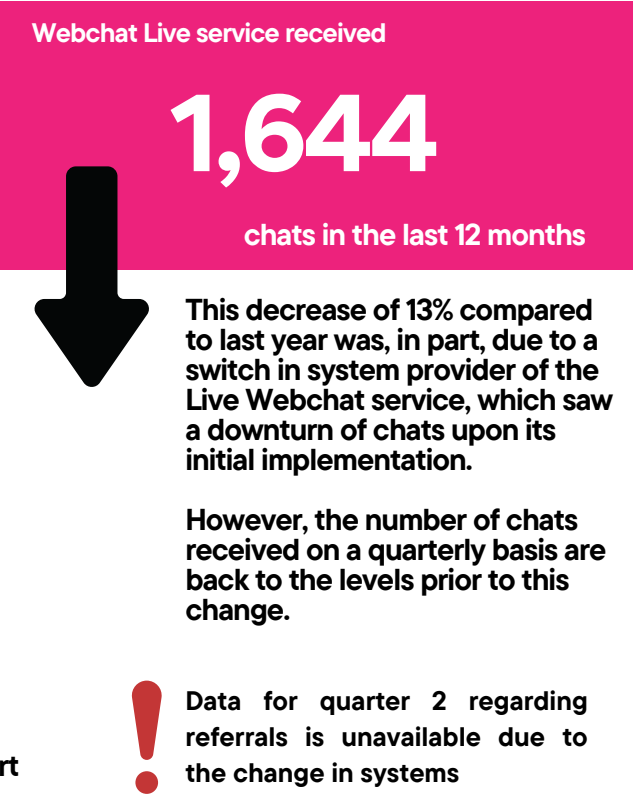 Webchat Live service received
1,644
chats in the last 12 months
This decrease of 13% compared
to last year was, in part, due to a
switch in system provider of the
Live Webchat service, which saw
a downturn of chats upon its
initial implementation.
However, the number of chats
received on a quarterly basis are
back to the levels prior to this
change.
Data for quarter 2 regarding
referrals is unavailable due to
rt
the change in systems